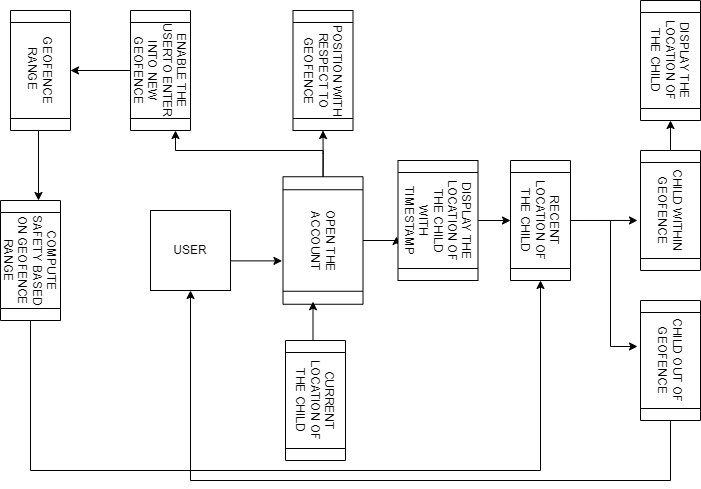 GEOFENCE
RANGE
ENABLE THE
USERTO ENTER
INTO NEW
GEOFENCE
POSITION WITH
RESPECT TO
GEOFENCE
DISPLAY THE
LOCATION OF
THE CHILD
COMPUTE
SAFETY BASED
ON GEOFENCE
RANGE
USER
OPEN THE
ACCOUNT
DISPLAY THE
LOCATION OF
THE CHILD
WITH
TIMESTAMP
RECENT
LOCATION OF
THE CHILD
CHILD WITHIN
GEOFENCE
CURRENT
LOCATION OF
THE CHILD
CHILD OUT OF
GEOFENCE